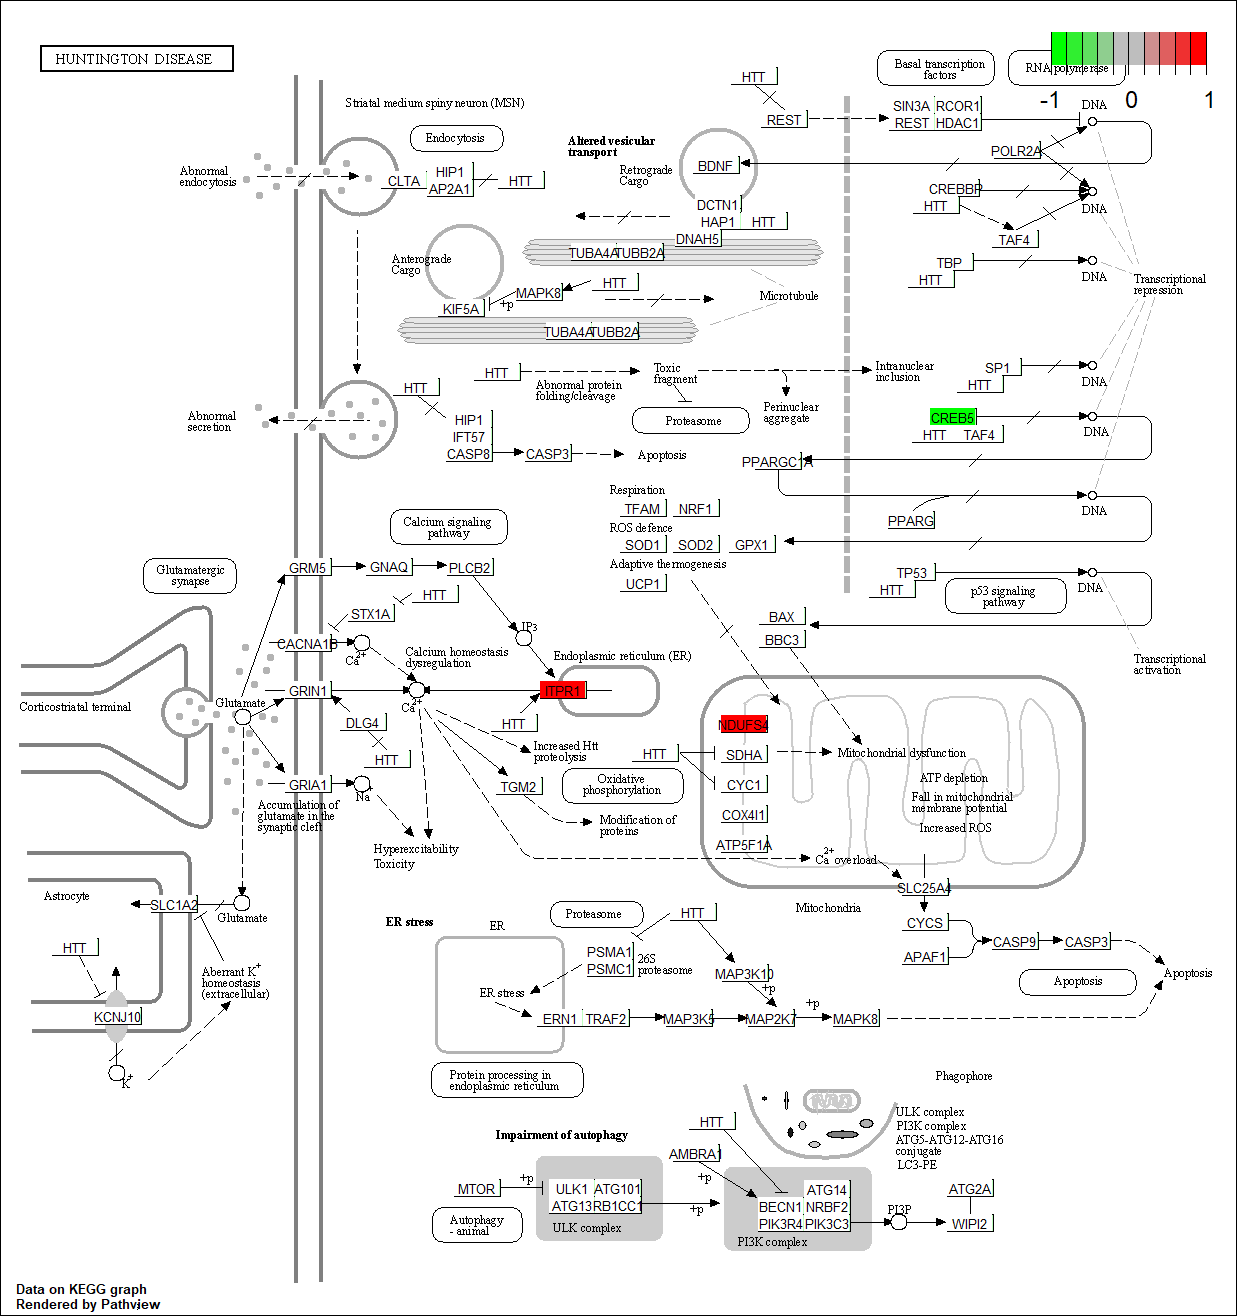 HUNTINGTON DISEASE
-1 0 1
Striatal medium spiny neuron (MSN)
Endocytosis
Abnormal
endocytosis
CLTA
HIP1
AP2A1
HTT
Altered vesicular
transport
Retrograde
Cargo
BDNF
DCTN1
HAP1 HTT
DNAH5
TUBA4A TUBB2A
Anterograde
Cargo
KIF5A
+p
MAPK8
HTT
Microtubule
TUBA4A TUBB2A
HTT
REST
Basal transcription
factors
RNA polymerase
SIN3A RCOR1
REST HDAC1
DNA
POLR2A
CREBBP
HTT
TAF4
DNA
TBP
HTT
DNA
Transcriptional
repression
SP1
HTT
DNA
CREB5
HTT TAF4
DNA
PPARGC1A
PPARG
DNA
TP53
HTT
DNA
p53 signaling
pathway
Transcriptional
activation
HTT
Abnormal protein
folding/cleavage
Toxic
fragment
Proteasome
Perinuclear
aggregate
Intranuclear
inclusion
Abnormal
secretion
HTT
HIP1
IFT57
CASP8
CASP3
Apoptosis
Respiration
TFAM NRF1
ROS defence
SOD1 SOD2 GPX1
Adaptive thermogenesis
UCP1
BAX
BBC3
Calcium signaling
pathway
Glutamatergic
synapse
GRM5
GNAQ
PLCB2
HTT
STX1A
CACNA1B
Ca2+
IP3
Calcium homeostasis
dysregulation
Endoplasmic reticulum (ER)
Corticostriatal terminal
Glutamate
GRIN1
Ca2+
ITPR1
HTT
DLG4
HTT
GRIA1
Na+
Accumulation of
glutamate in the
synaptic cleft
Hyperexcitability
Toxicity
Increased Htt
proteolysis
TGM2
Modification of
proteins
Oxidative
phosphorylation
HTT
NDUFS4
SDHA
CYC1
COX4I1
ATP5F1A
Mitochondrial dysfunction
ATP depletion
Fall in mitochondrial
membrane potential
Increased ROS
Ca2+ overload
SLC25A4
Mitochondria
CYCS
APAF1
CASP9
CASP3
Apoptosis
Apoptosis
Astrocyte
SLC1A2
Glutamate
HTT
Aberrant K+
homeostasis
(extracellular)
KCNJ10
K+
ER stress
Proteasome
HTT
ER
PSMA1
PSMC1
26S
proteasome
ER stress
MAP3K10
+p
ERN1 TRAF2
MAP3K5
MAP2K7
+p
MAPK8
Protein processing in
endoplasmic reticulum
Phagophore
ULK complex
PI3K complex
ATG5-ATG12-ATG16
conjugate
LC3-PE
Impairment of autophagy
HTT
AMBRA1
+p
MTOR
+p
ULK1 ATG101
ATG13 RB1CC1
ULK complex
+p
ATG14
BECN1 NRBF2
PIK3R4 PIK3C3
PI3K complex
PI3P
ATG2A
WIPI2
Autophagy
- animal
Data on KEGG graph
Rendered by Pathview